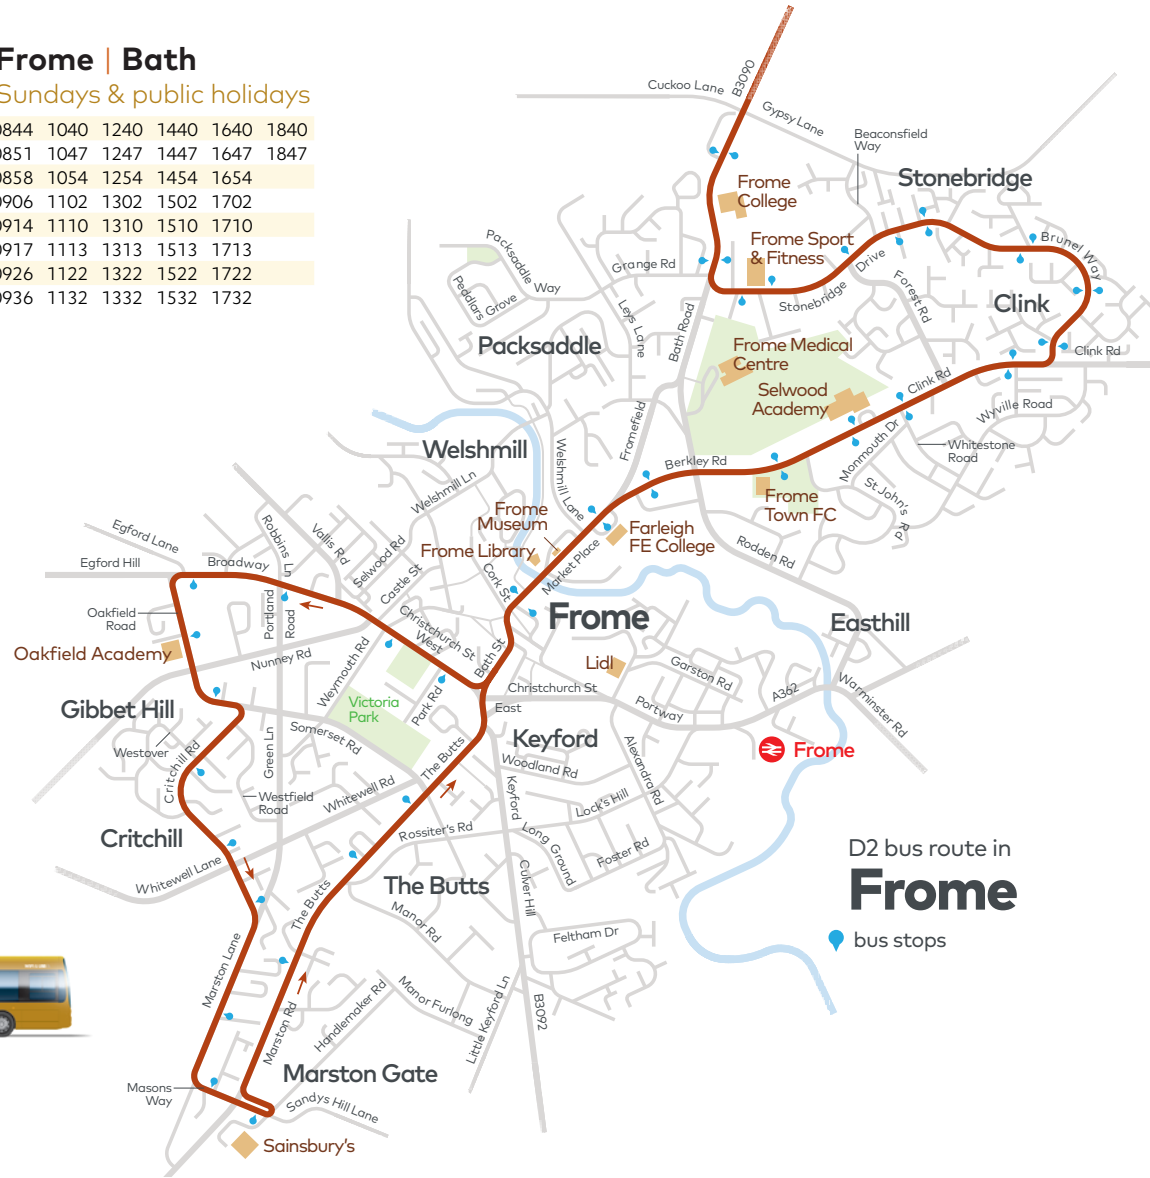 Frome | Bath
Sundays & public holidays
0844 1040 1240 1440 1640 1840
0851 1047 1247 1447 1647 1847
0858 1054 1254 1454 1654
0906 1102 1302 1502 1702
0914 1110 1310 1510 1710
0917 1113 1313 1513 1713
0926 1122 1322 1522 1722
0936 1132 1332 1532 1732
Cuckoo Lane
B3090
Gypsy Lane
Beaconsfield
Way
Stonebridge
Frome
College
Frome Sport
& Fitness
Brunel Way
Drive
Stonebridge
Forest Rd
Clink
Packsaddle
Way
Peddlars
Grove
Grange Rd
Leys Lane
Bath Road
Packsaddle
Frome Medical
Centre
Selwood
Academy
Clink Rd
Clink Rd
Wyville Road
Monmouth Dr
Whitestone
Road
St John's Rd
Fromefield
Berkley Rd
Welshmill
Welshmill Ln
Welshmill Lane
Frome
Museum
Frome Library
Farleigh
FE College
Frome
Town FC
Rodden Rd
Market Place
Cork St
Egford Lane
Egford Hill
Robbins Ln
Vallis Rd
Broadway
Selwood Rd
Castle St
Oakfield
Road
Portland
Road
Christchurch St
West
Bath St
Frome
Easthill
Oakfield Academy
Nunney Rd
Weymouth Rd
Lidl
Garston Rd
A362
Warminster Rd
Gibbet Hill
Victoria
Park
Park Rd
Christchurch St
East
Portway
Somerset Rd
Westover
Critchill Rd
Green Ln
The Butts
Keyford
Woodland Rd
Alexandra Rd
Frome
Westfield
Road
Whitewell Rd
Keyford
Lock's Hill
Critchill
Rossiter's Rd
Long Ground
Foster Rd
Whitewell Lane
The Butts
The Butts
Culver Hill
Manor Rd
Feltham Dr
D2 bus route in
Frome
bus stops
Marston Lane
Marston Rd
Handlemaker Rd
Manor Furlong
Little Keyford Ln
B3092
Masons
Way
Marston Gate
Sandys Hill Lane
Sainsbury's